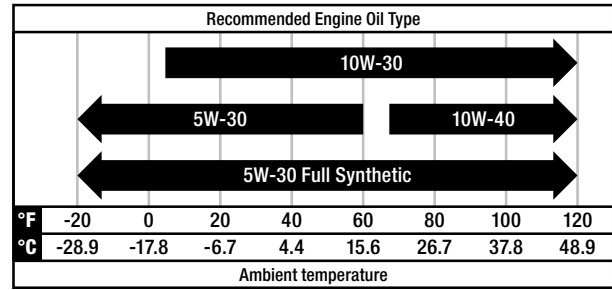 Recommended Engine Oil Type
10W-30
5W-30 10W-40
5W-30 Full Synthetic
°F -20 0 20 40 60 80 100 120
°C -28.9 -17.8 -6.7 4.4 15.6 26.7 37.8 48.9
Ambient temperature